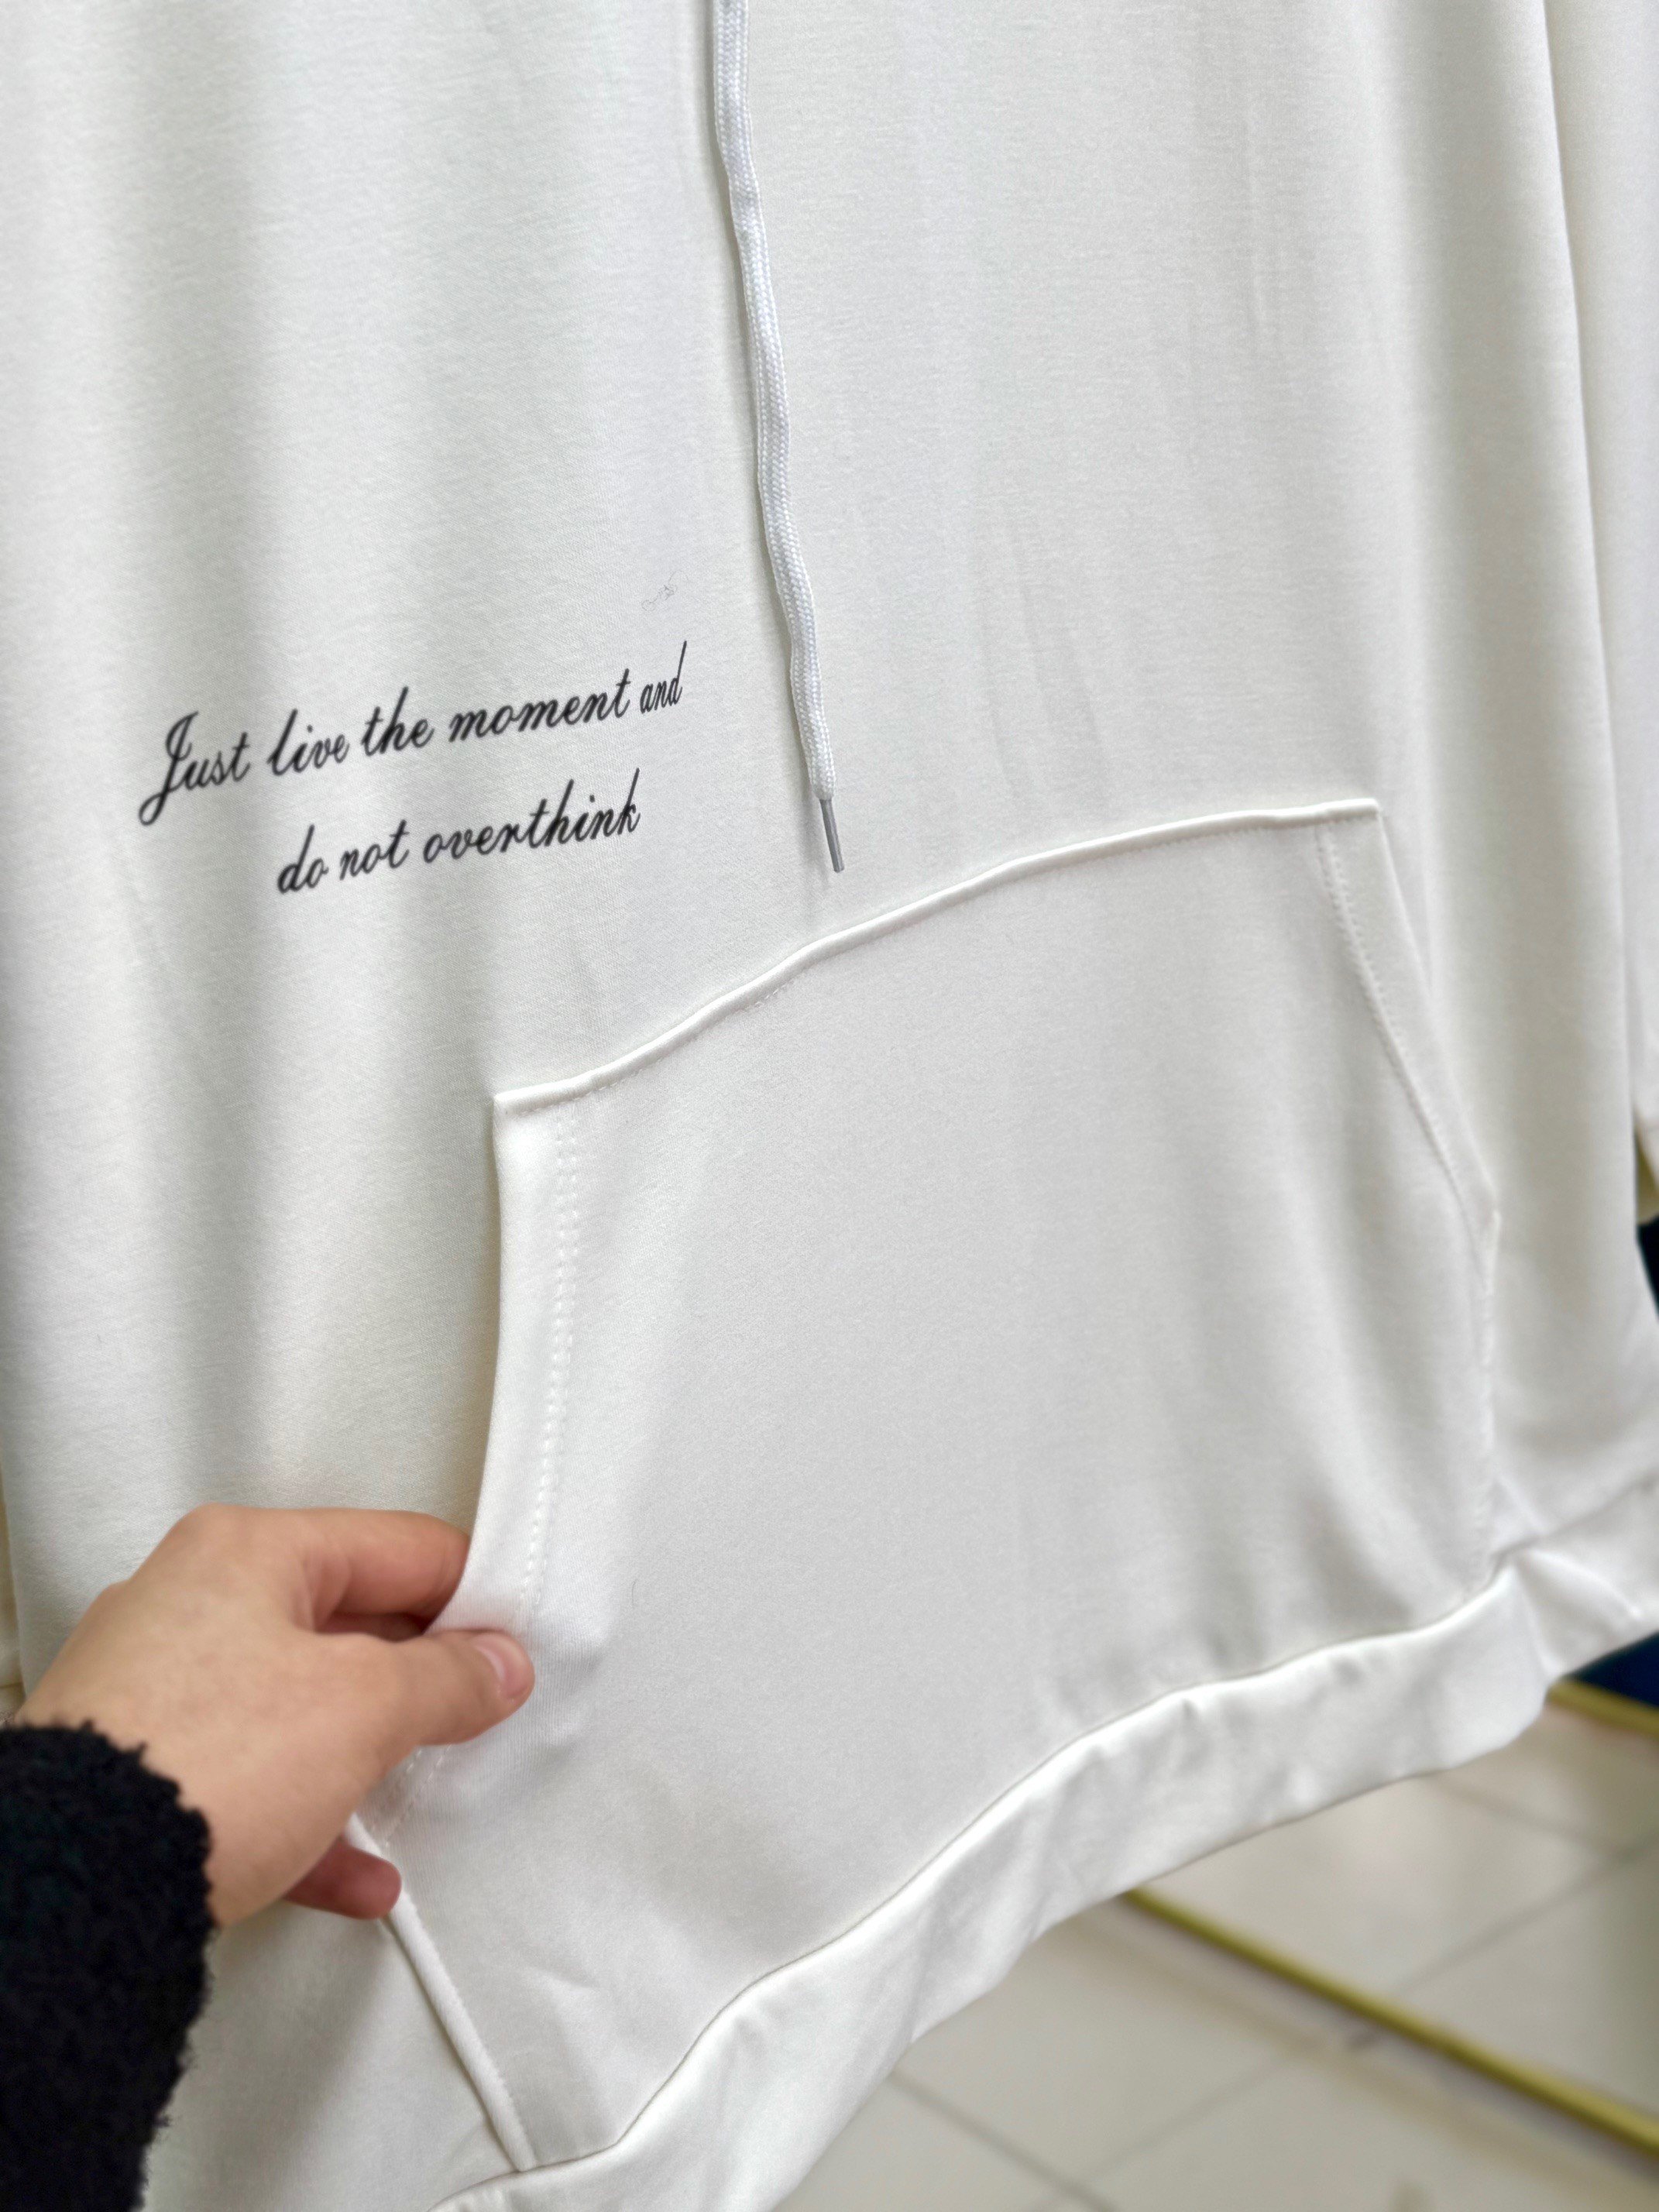 Just live the moment and
do not overthink